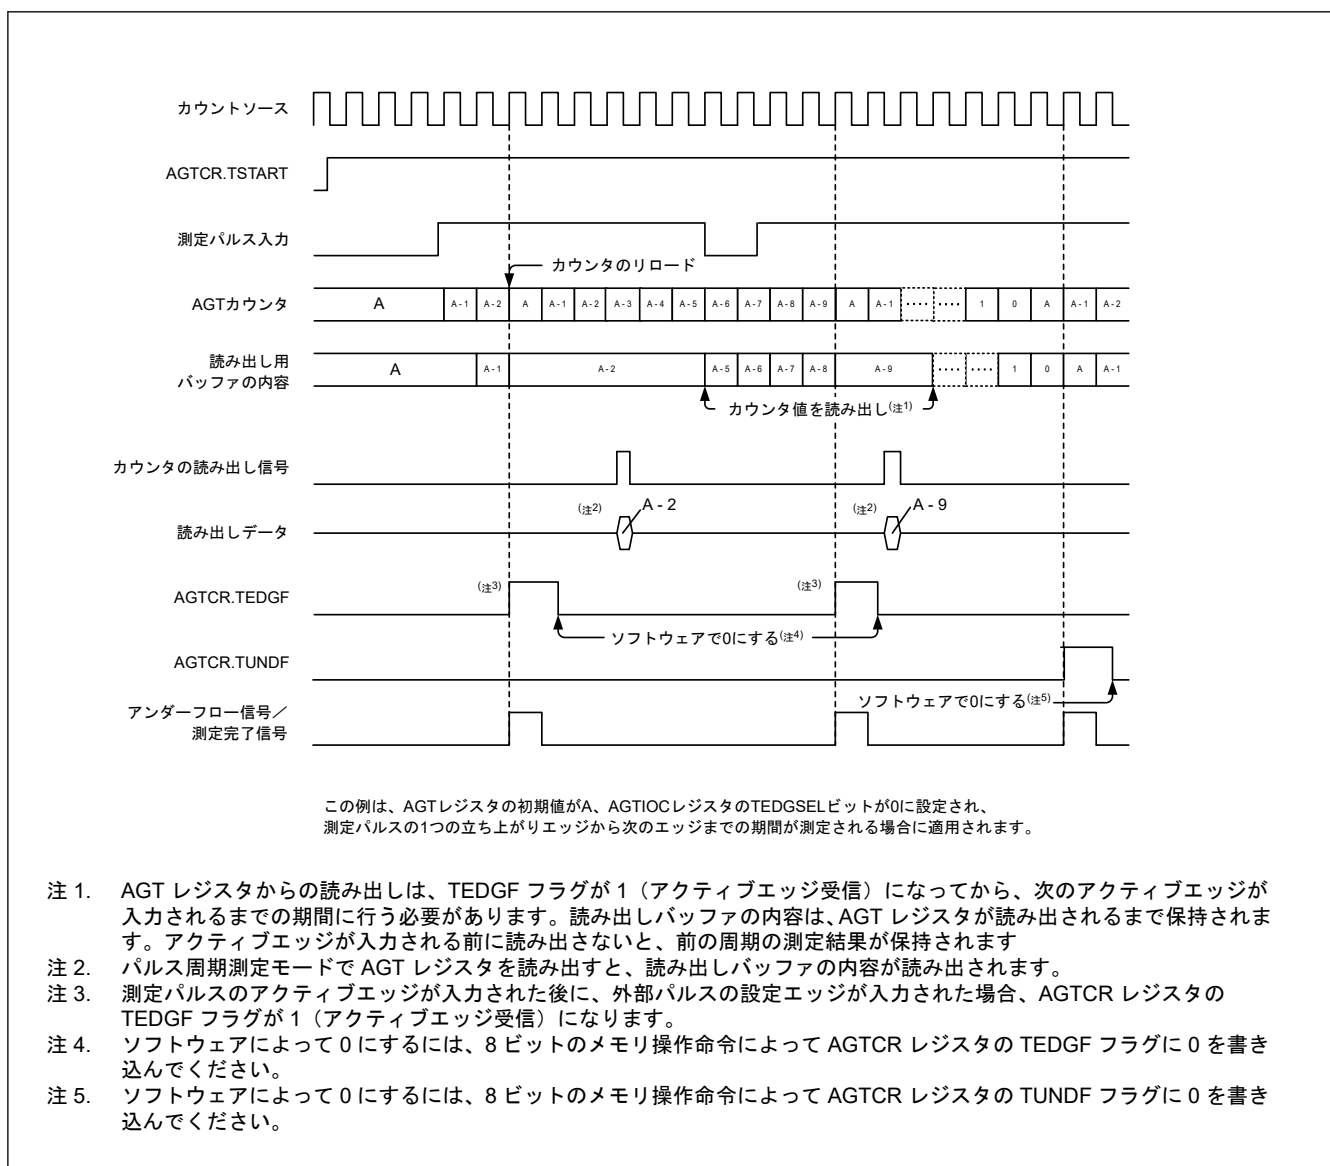 カウントソース
AGTCR.TSTART
測定パルス入力
カウンタのリロード
AGTカウンタ
A A-1 A-2 A A-1 A-2 A-3 A-4 A-5 A-6 A-7 A-8 A-9 A A-1 ···· ···· 1 0 A A-1 A-2
読み出し用
バッファの内容
A A-1 A-2 A-5 A-6 A-7 A-8 A-9 ···· ···· 1 0 A A-1
カウンタ値を読み出し(注1)
カウンタの読み出し信号
(注2) A - 2 (注2) A - 9
読み出しデータ
(注3) (注3)
AGTCR.TEDGF
ソフトウェアで0にする(注4)
AGTCR.TUNDF
ソフトウェアで0にする(注5)
アンダーフロー信号/
測定完了信号
この例は、AGTレジスタの初期値がA、AGTIOCレジスタのTEDGSELビットが0に設定され、
測定パルスの1つの立ち上がりエッジから次のエッジまでの期間が測定される場合に適用されます。
注 1. AGT レジスタからの読み出しは、TEDGF フラグが 1（アクティブエッジ受信）になってから、次のアクティブエッジが
入力されるまでの期間に行う必要があります。読み出しバッファの内容は、AGT レジスタが読み出されるまで保持されま
す。アクティブエッジが入力される前に読み出さないと、前の周期の測定結果が保持されます
注 2. パルス周期測定モードで AGT レジスタを読み出すと、読み出しバッファの内容が読み出されます。
注 3. 測定パルスのアクティブエッジが入力された後に、外部パルスの設定エッジが入力された場合、AGTCR レジスタの
TEDGF フラグが 1（アクティブエッジ受信）になります。
注 4. ソフトウェアによって 0 にするには、8 ビットのメモリ操作命令によって AGTCR レジスタの TEDGF フラグに 0 を書き
込んでください。
注 5. ソフトウェアによって 0 にするには、8 ビットのメモリ操作命令によって AGTCR レジスタの TUNDF フラグに 0 を書き
込んでください。